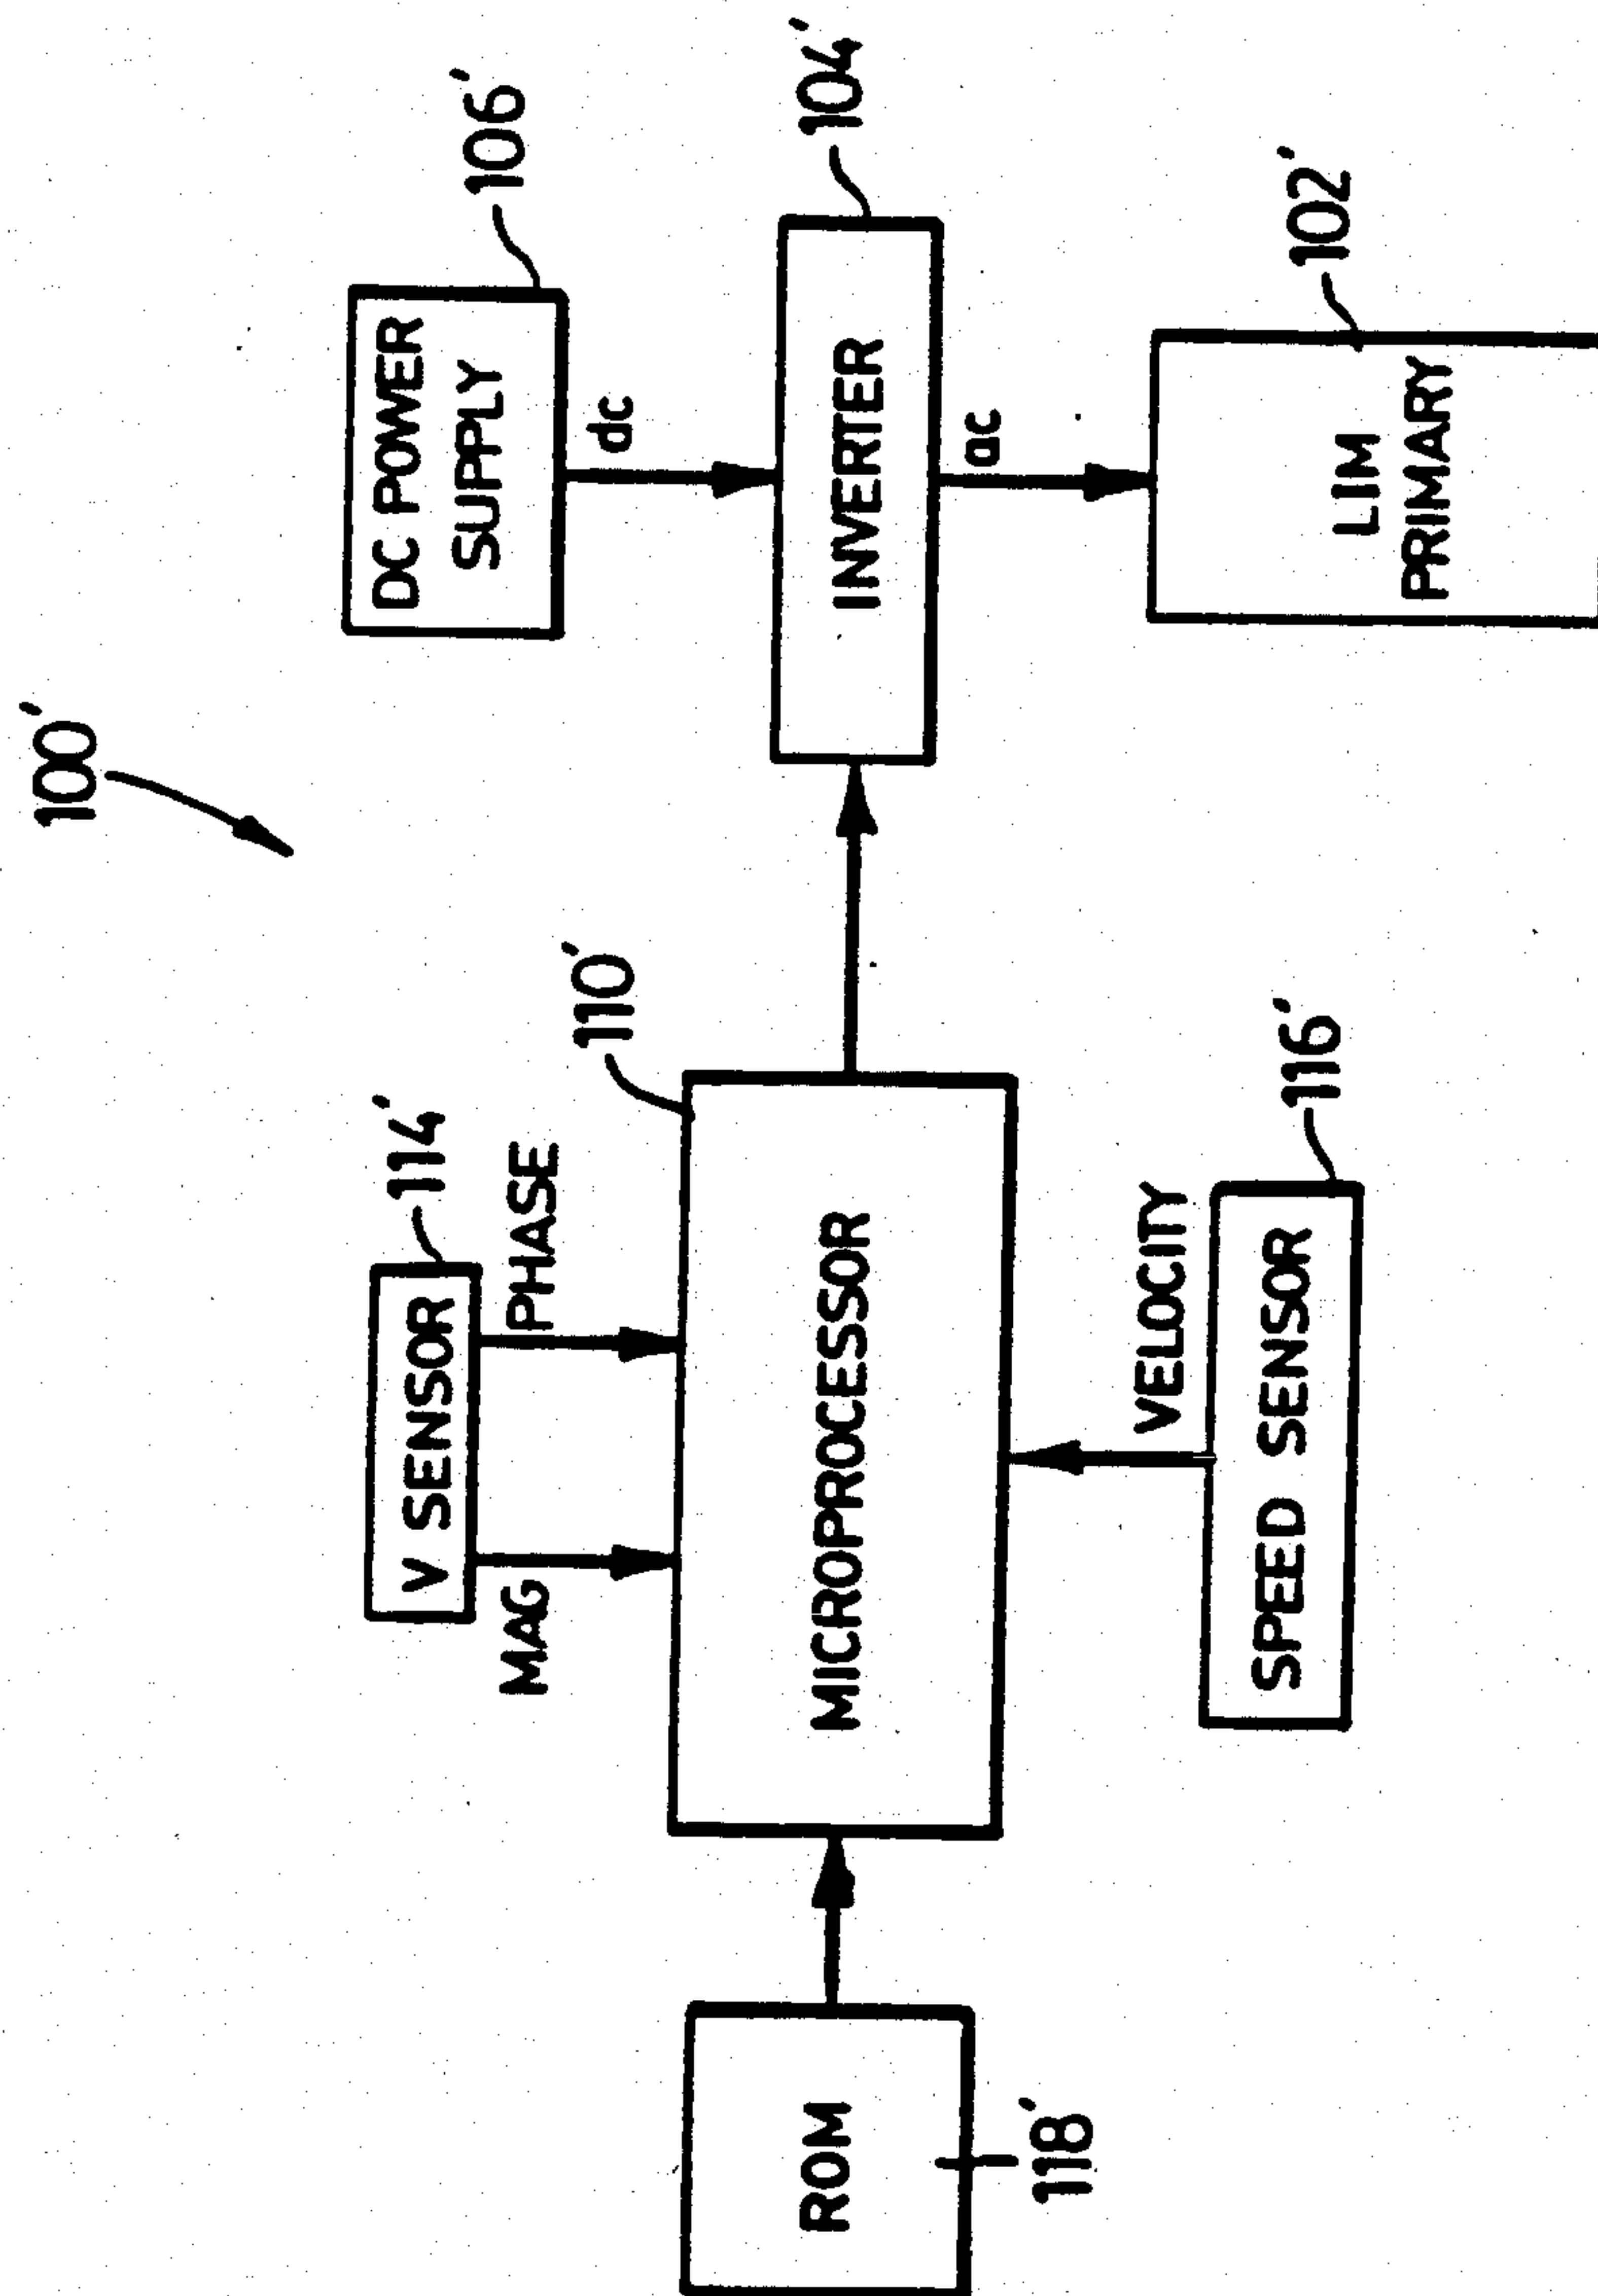 100'
114'
V SENSOR
MAG
PHASE
110'
MICROPROCESSOR
VELOCITY
SPEED SENSOR
116'
ROM
118'
106'
DC POWER
SUPPLY
dc
104'
INVERTER
ac
102'
LIM
PRIMARY